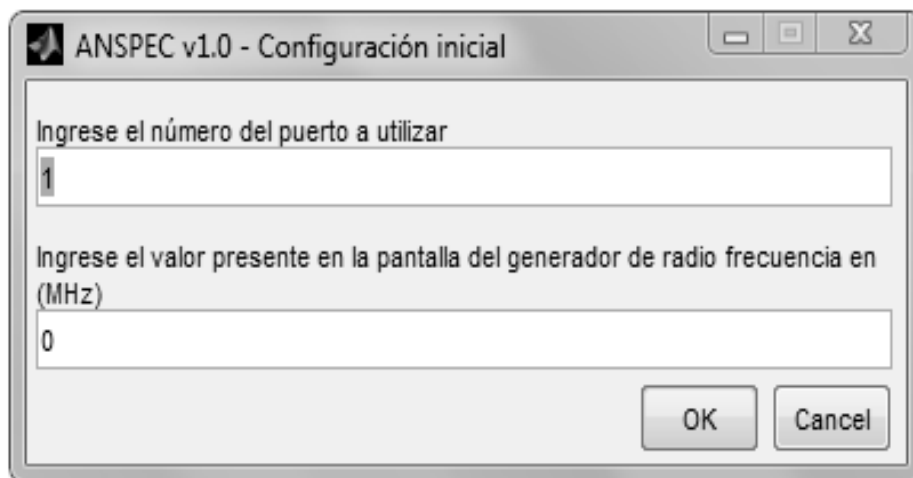 ANSPEC v1.0 - Configuración inicial
Ingrese el número del puerto a utilizar
1
Ingrese el valor presente en la pantalla del generador de radio frecuencia en
(MHz)
0
OK
Cancel